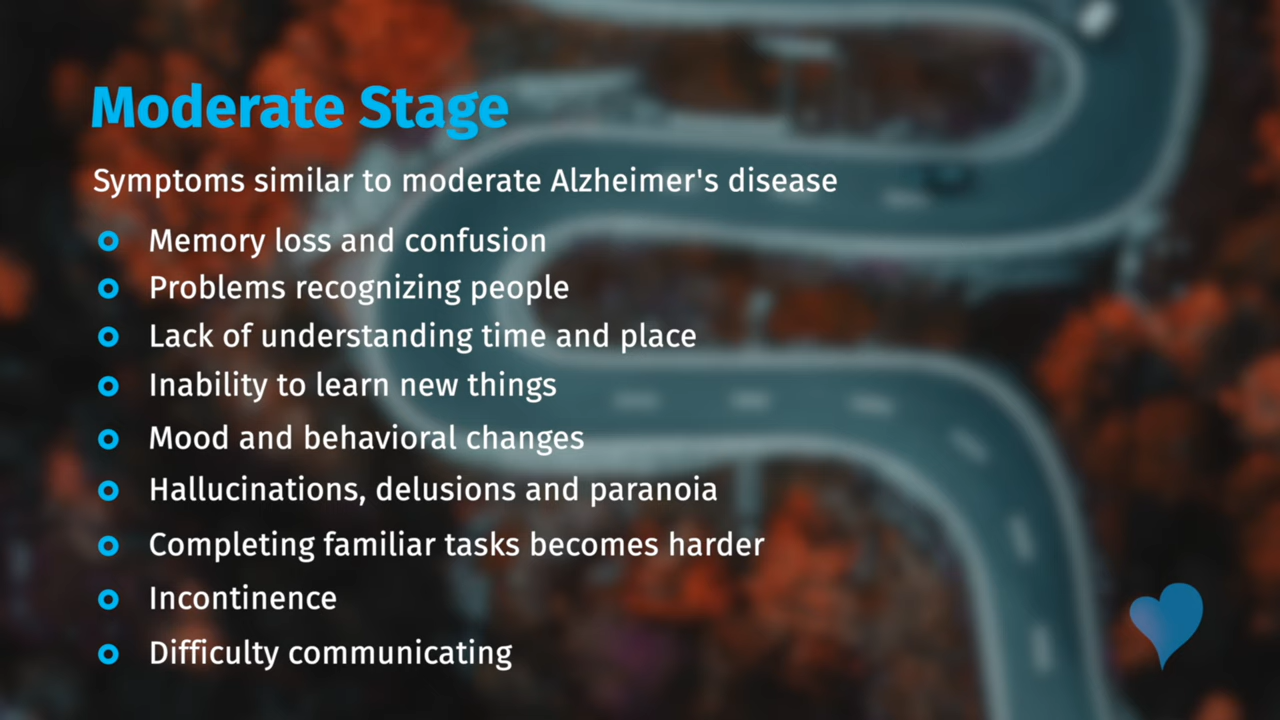 Moderate Stage
Symptoms similar to moderate Alzheimer's disease
Memory loss and confusion
Problems recognizing people
Lack of understanding time and place
Inability to learn new things
Mood and behavioral changes
Hallucinations, delusions and paranoia
Completing familiar tasks becomes harder
Incontinence
Difficulty communicating